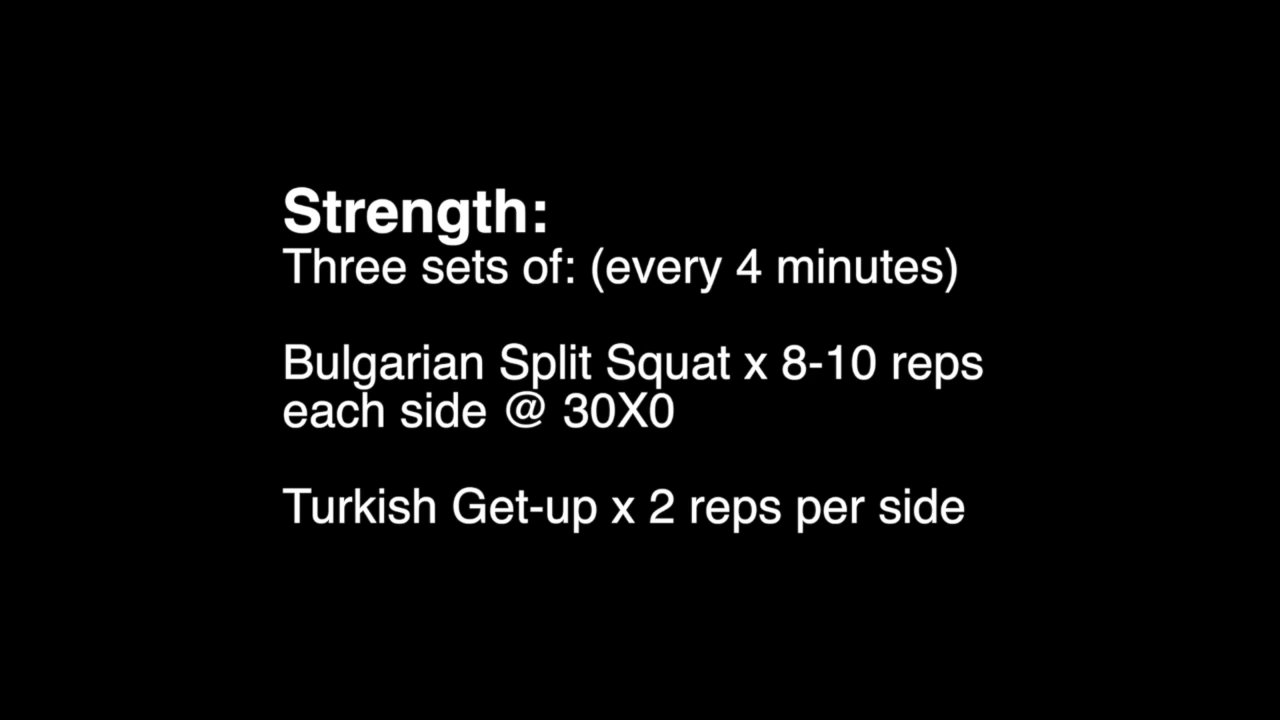 Strength:
Three sets of: (every 4 minutes)
Bulgarian Split Squat x 8-10 reps
each side @ 30X0
Turkish Get-up x 2 reps per side